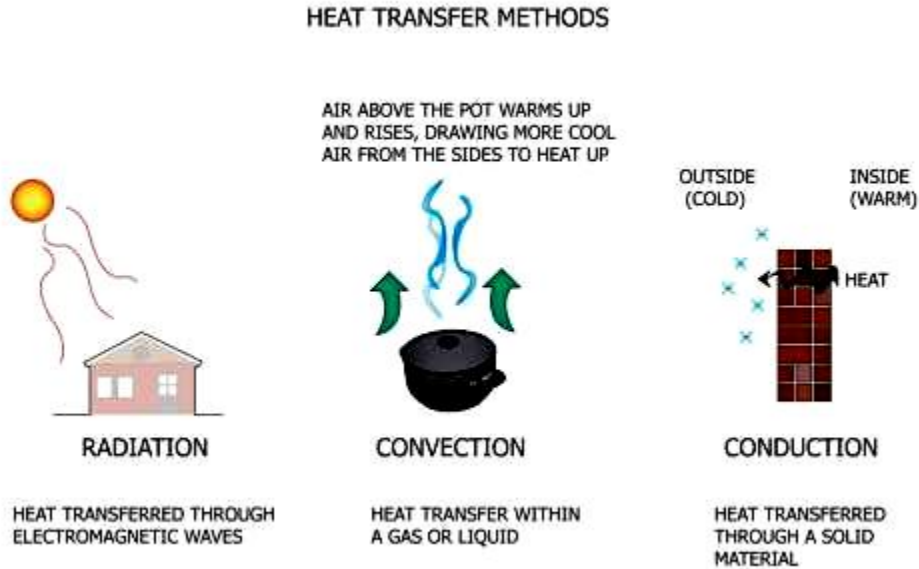 HEAT TRANSFER METHODS
AIR ABOVE THE POT WARMS UP
AND RISES, DRAWING MORE COOL
AIR FROM THE SIDES TO HEAT UP
OUTSIDE
(COLD)
INSIDE
(WARM)
HEAT
RADIATION
CONVECTION
CONDUCTION
HEAT TRANSFERRED THROUGH
ELECTROMAGNETIC WAVES
HEAT TRANSFER WITHIN
A GAS OR LIQUID
HEAT TRANSFERRED
THROUGH A SOLID
MATERIAL